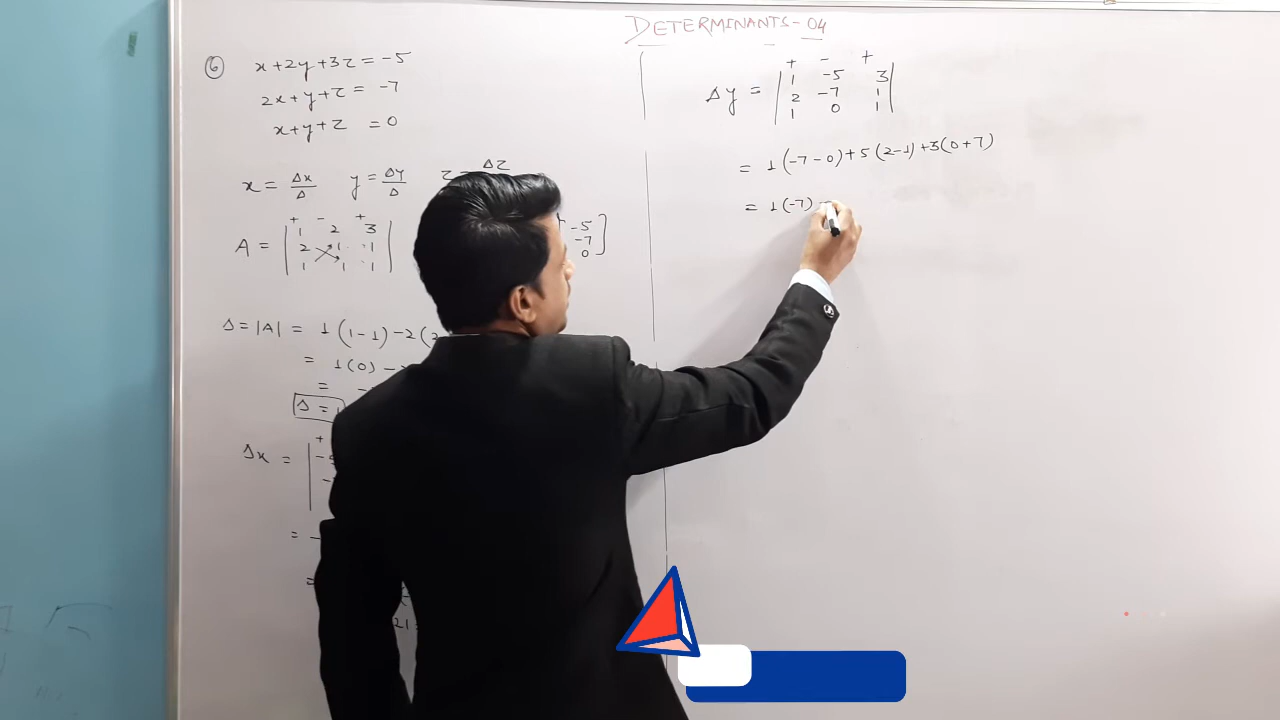 DETERMINANTS-04
⑥ x+2y+3z = -5
2x+y+z = -7
x+y+z = 0
x = Δx/Δ y = Δy/Δ z Δz
+ - +
A = | 1 2 3 |
| 2 1 1 |
| 1 1 1 |
-5 ]
-7
0 ]
Δ = |A| = 1(1-1) -2(2
= 1(0) -
= -
Δ =
Δx = | +
= -
=
21
+ - +
Δy = | 1 -5 3 |
| 2 -7 1 |
| 1 0 1 |
= 1(-7-0)+5(2-1)+3(0+7)
= 1(-7)